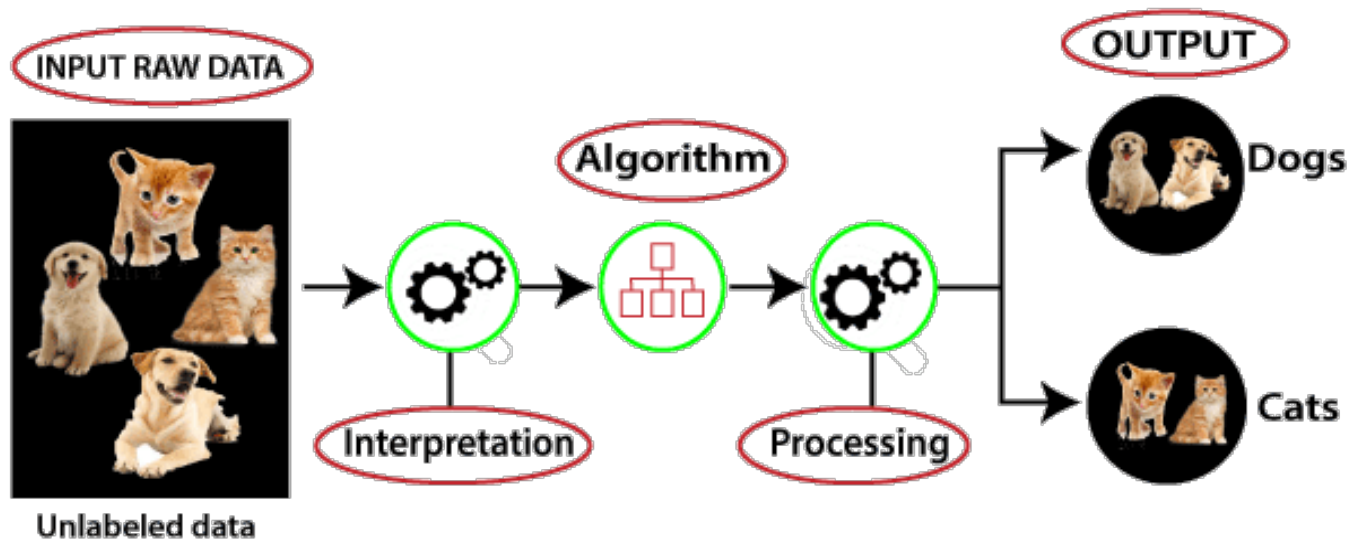 INPUT RAW DATA
OUTPUT
Algorithm
Dogs
Interpretation
Processing
Cats
Unlabeled data